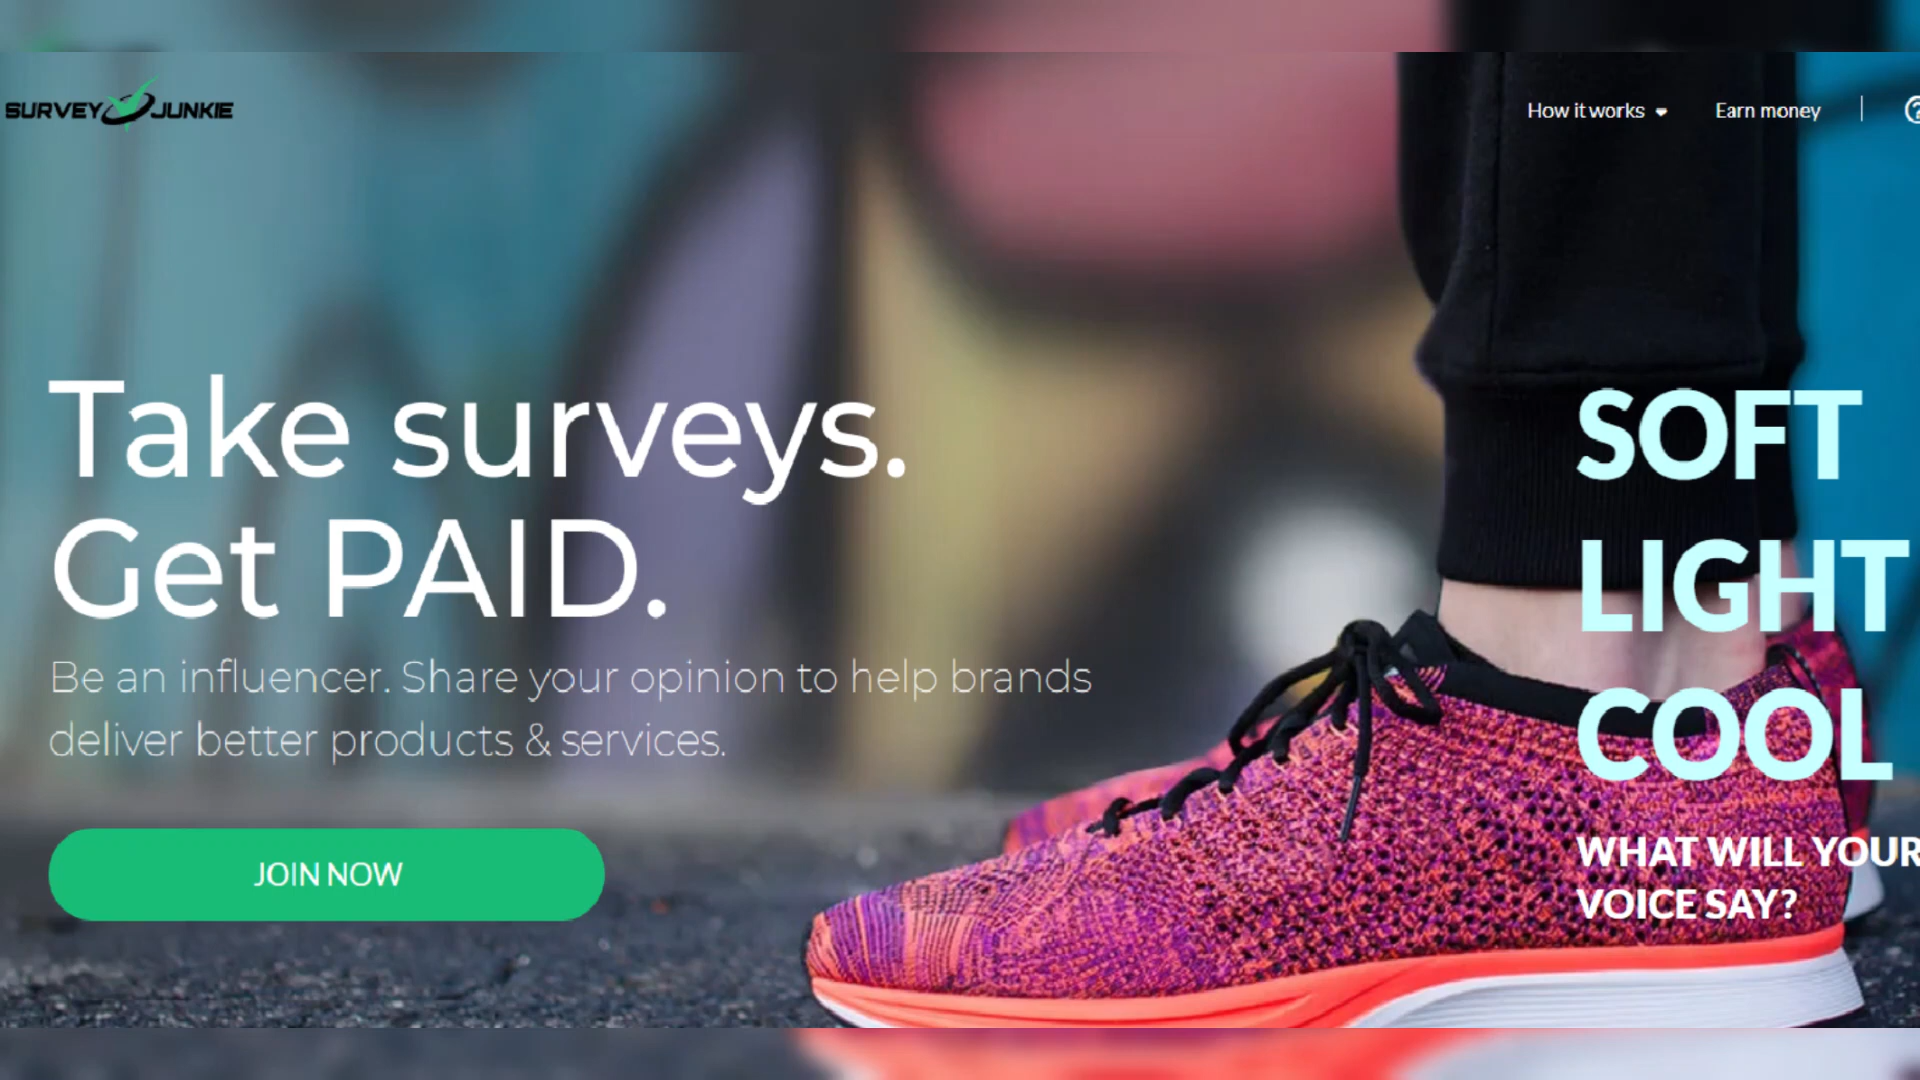 SURVEY JUNKIE
How it works
Earn money
Take surveys.
Get PAID.
Be an influencer. Share your opinion to help brands
deliver better products & services.
JOIN NOW
SOFT
LIGHT
COOL
WHAT WILL YOUR
VOICE SAY?